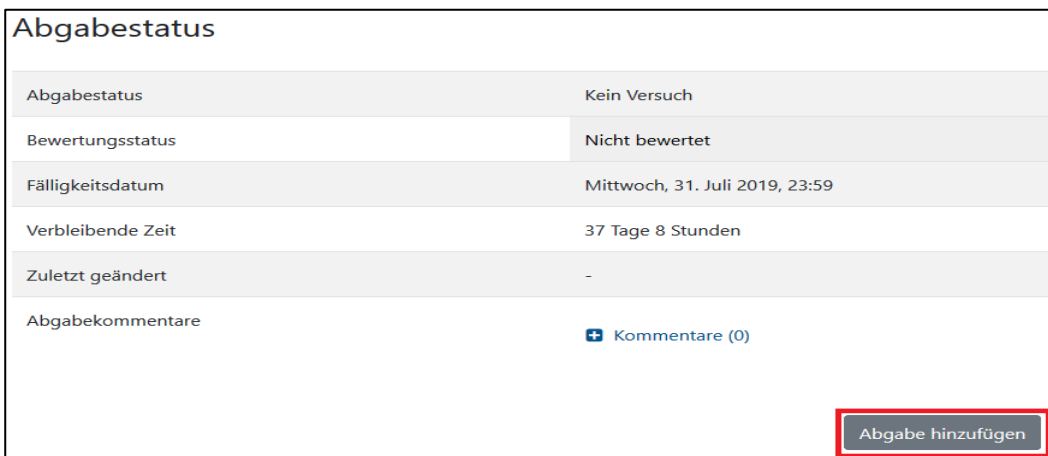 Abgabestatus
Abgabestatus Kein Versuch
Bewertungsstatus Nicht bewertet
Fälligkeitsdatum Mittwoch, 31. Juli 2019, 23:59
Verbleibende Zeit 37 Tage 8 Stunden
Zuletzt geändert -
Abgabekommentare
Kommentare (0)
Abgabe hinzufügen